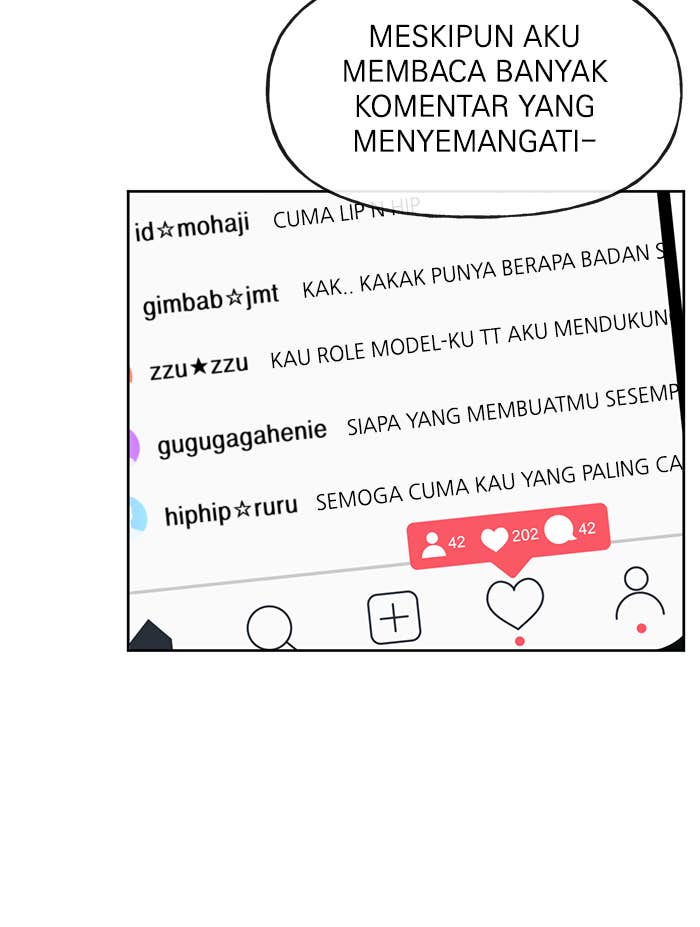 MESKIPUN AKU
MEMBACA BANYAK
KOMENTAR YANG
MENYEMANGATI–
id☆mohaji CUMA LIP N HIP
gimbab☆jmt KAK.. KAKAK PUNYA BERAPA BADAN S
zzu★zzu KAU ROLE MODEL-KU TT AKU MENDUKUN
gugugagahenie SIAPA YANG MEMBUATMU SESEMP
hiphip☆ruru SEMOGA CUMA KAU YANG PALING CA
42 202 42